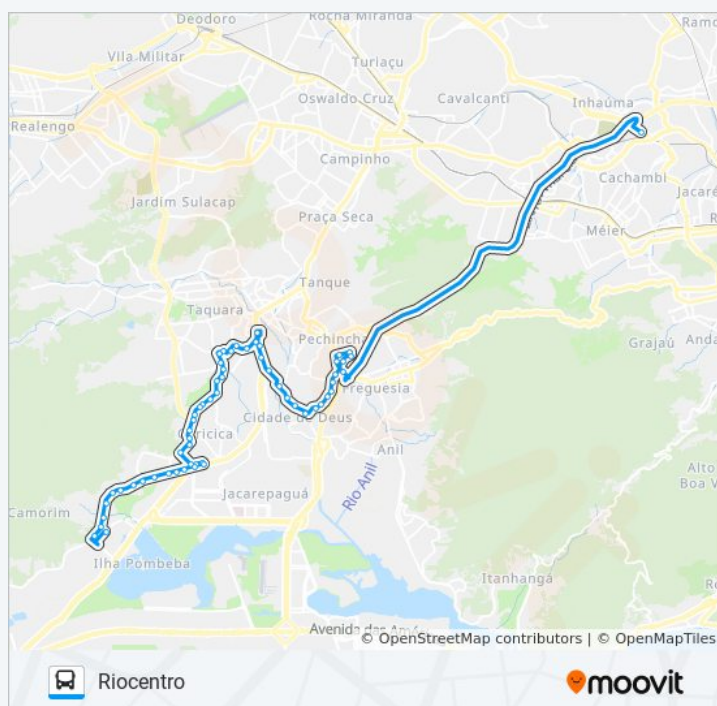 Deodoro
Rocha Miranda
Ramo
Vila Militar
Turiaçu
Oswaldo Cruz
Cavalcanti
Inhaúma
Realengo
Campinho
Cachambi
Jacaré
Jardim Sulacap
Praça Seca
Méier
Tanque
Taquara
Pechincha
Grajaú
Anda
Freguesia
Cidade de Deus
Curicica
Anil
Rio Anil
Alto
Boa V
Jacarepaguá
Camorim
Ilha Pombeba
Itanhangá
Ro
Avenida das Am
© OpenStreetMap contributors | © OpenMapTiles
Riocentro
moovit